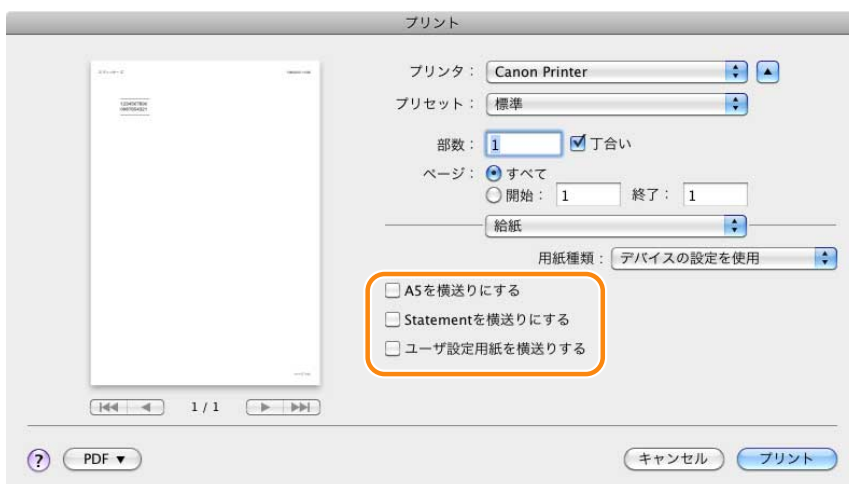 プリント
プリンタ： Canon Printer
プリセット： 標準
部数： 1 丁合い
ページ： すべて
開始： 1 終了： 1
給紙
用紙種類： デバイスの設定を使用
A5を横送りにする
Statementを横送りにする
ユーザ設定用紙を横送りする
1 / 1
? PDF ▼ キャンセル プリント